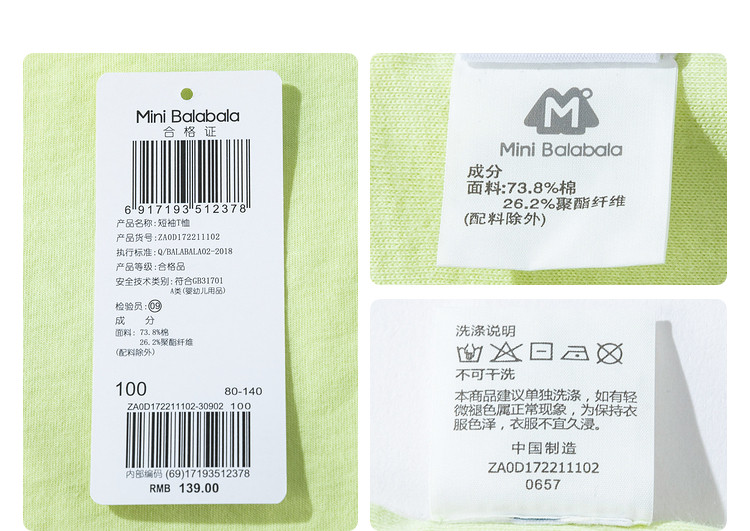 Mini Balabala
合格证
6 917193 512378
产品名称: 短袖T恤
产品货号: ZA0D172211102
执行标准: Q/BALABALA02-2018
产品等级: 合格品
安全技术类别: 符合GB31701
A类(婴幼儿用品)
检验员: 09
成 分
面料: 73.8%棉
26.2%聚酯纤维
(配料除外)
100 80-140
ZA0D172211102-30902 100
内部编码 (69)17193512378
RMB 139.00
M
Mini Balabala
成分
面料:73.8%棉
26.2%聚酯纤维
(配料除外)
洗涤说明
不可干洗
本商品建议单独洗涤，如有轻
微褪色属正常现象，为保持衣
服色泽，衣服不宜久浸。
中国制造
ZA0D172211102
0657